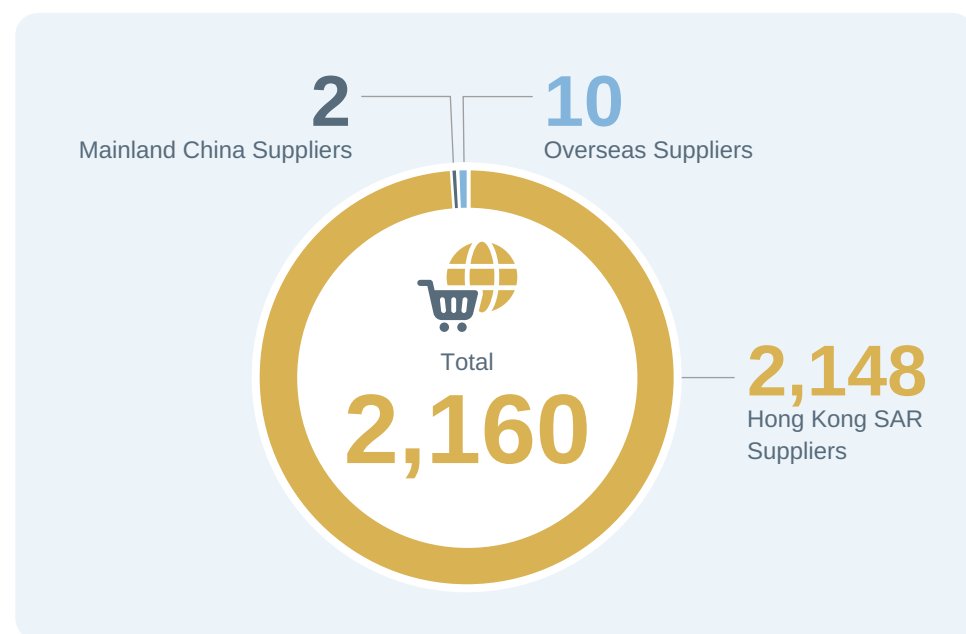 2
Mainland China Suppliers
10
Overseas Suppliers
Total
2,160
2,148
Hong Kong SAR
Suppliers